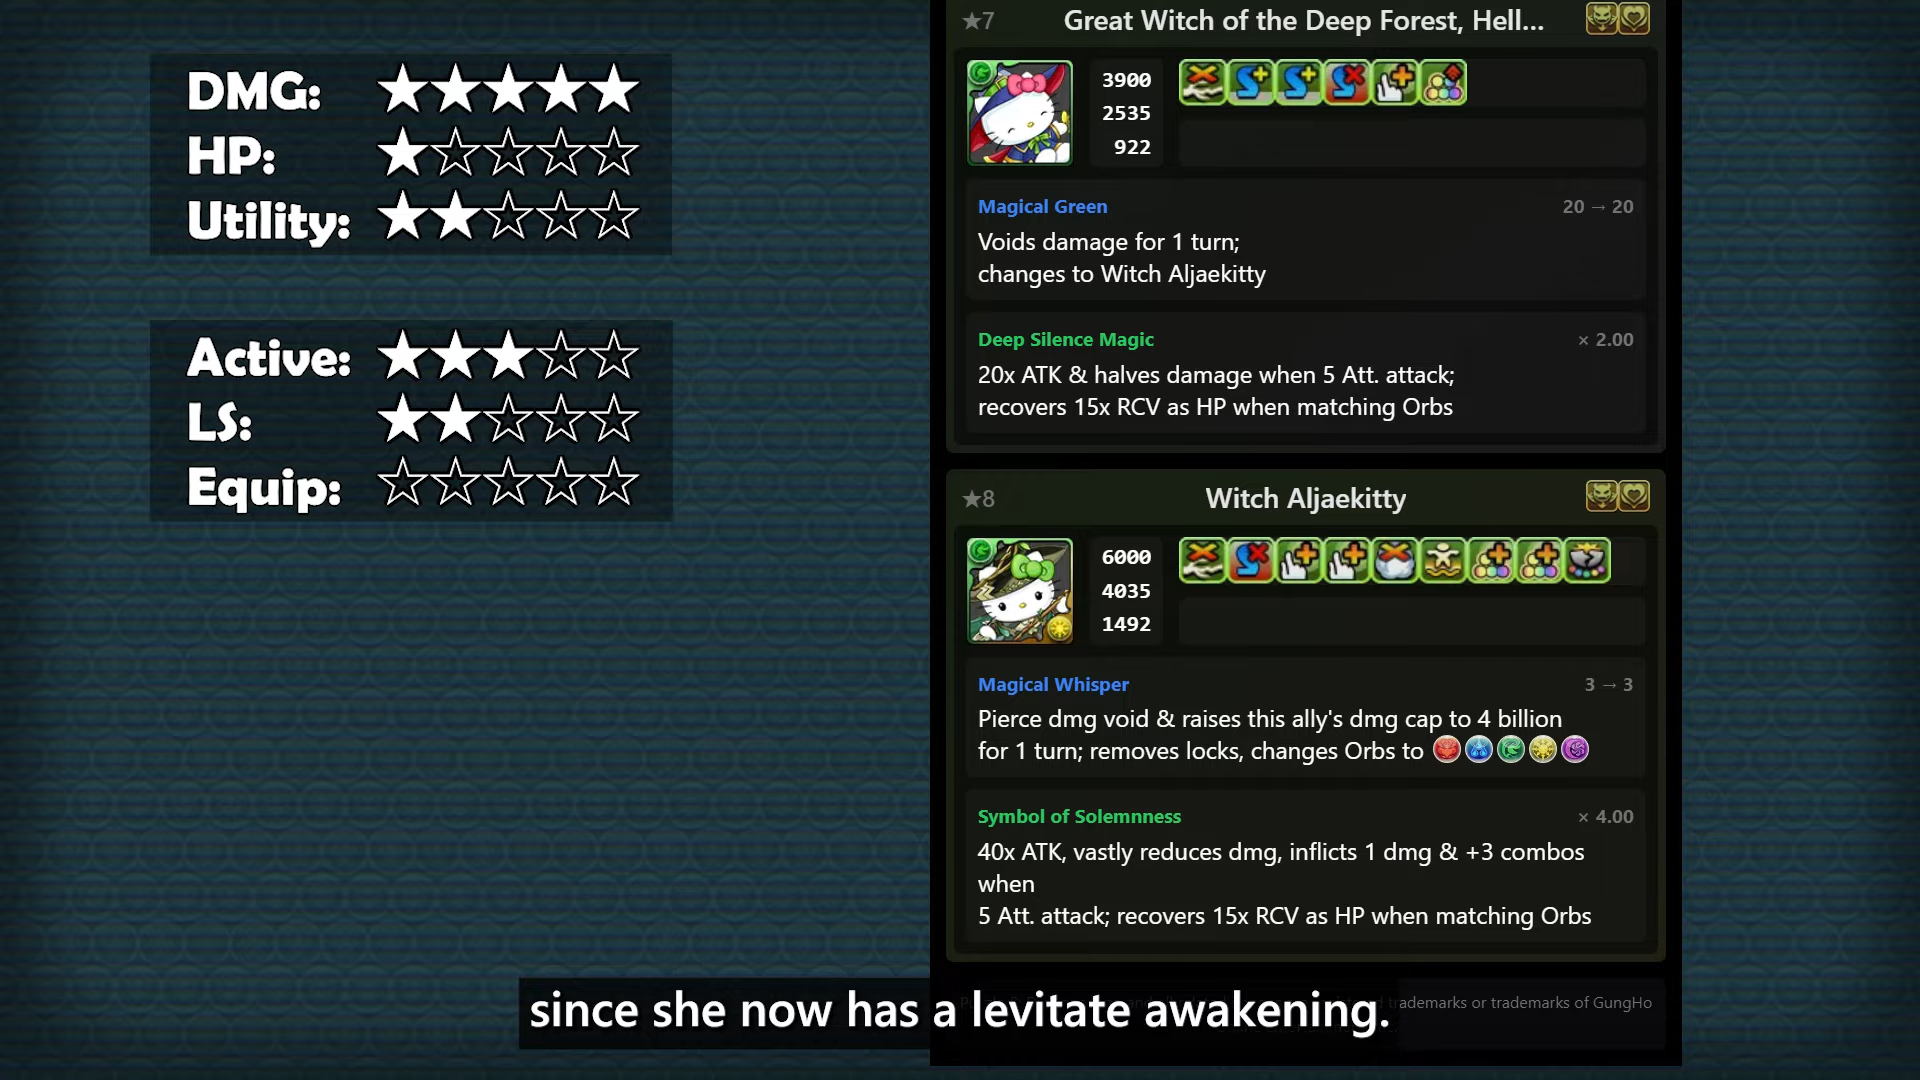 DMG: ★★★★★
HP: ★☆☆☆☆
Utility: ★★☆☆☆
Active: ★★★☆☆
LS: ★★☆☆☆
Equip: ☆☆☆☆☆
★7 Great Witch of the Deep Forest, Hell...
3900
2535
922
Magical Green 20 → 20
Voids damage for 1 turn;
changes to Witch Aljaekitty
Deep Silence Magic × 2.00
20x ATK & halves damage when 5 Att. attack;
recovers 15x RCV as HP when matching Orbs
★8 Witch Aljaekitty
6000
4035
1492
Magical Whisper 3 → 3
Pierce dmg void & raises this ally's dmg cap to 4 billion
for 1 turn; removes locks, changes Orbs to
Symbol of Solemnness × 4.00
40x ATK, vastly reduces dmg, inflicts 1 dmg & +3 combos
when
5 Att. attack; recovers 15x RCV as HP when matching Orbs
trademarks or trademarks of GungHo
since she now has a levitate awakening.